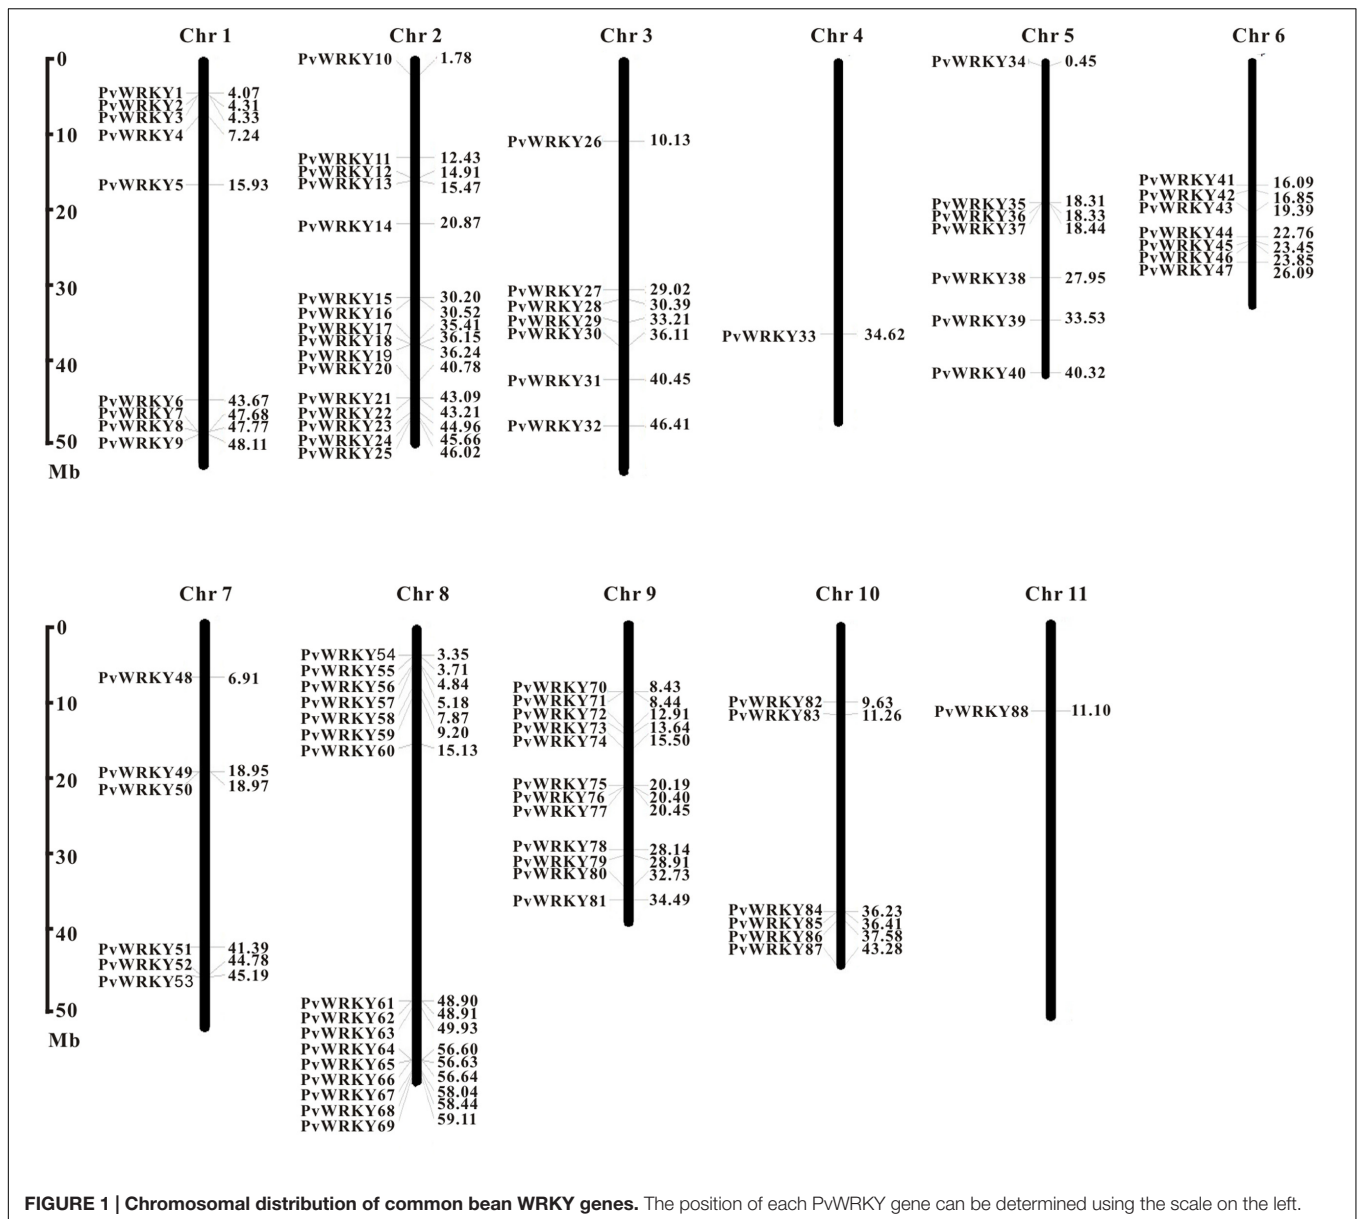 Chr 1 Chr 2 Chr 3 Chr 4 Chr 5 Chr 6
0
10
20
30
40
50
Mb
PvWRKY1 4.07
PvWRKY2 4.31
PvWRKY3 4.33
PvWRKY4 7.24
PvWRKY5 15.93
PvWRKY6 43.67
PvWRKY7 47.68
PvWRKY8 47.77
PvWRKY9 48.11
PvWRKY10 1.78
PvWRKY11 12.43
PvWRKY12 14.91
PvWRKY13 15.47
PvWRKY14 20.87
PvWRKY15 30.20
PvWRKY16 30.52
PvWRKY17 35.41
PvWRKY18 36.15
PvWRKY19 36.24
PvWRKY20 40.78
PvWRKY21 43.09
PvWRKY22 43.21
PvWRKY23 44.96
PvWRKY24 45.66
PvWRKY25 46.02
PvWRKY26 10.13
PvWRKY27 29.02
PvWRKY28 30.39
PvWRKY29 33.21
PvWRKY30 36.11
PvWRKY31 40.45
PvWRKY32 46.41
PvWRKY33 34.62
PvWRKY34 0.45
PvWRKY35 18.31
PvWRKY36 18.33
PvWRKY37 18.44
PvWRKY38 27.95
PvWRKY39 33.53
PvWRKY40 40.32
PvWRKY41 16.09
PvWRKY42 16.85
PvWRKY43 19.39
PvWRKY44 22.76
PvWRKY45 23.45
PvWRKY46 23.85
PvWRKY47 26.09
Chr 7 Chr 8 Chr 9 Chr 10 Chr 11
0
10
20
30
40
50
Mb
PvWRKY48 6.91
PvWRKY49 18.95
PvWRKY50 18.97
PvWRKY51 41.39
PvWRKY52 44.78
PvWRKY53 45.19
PvWRKY54 3.35
PvWRKY55 3.71
PvWRKY56 4.84
PvWRKY57 5.18
PvWRKY58 7.87
PvWRKY59 9.20
PvWRKY60 15.13
PvWRKY61 48.90
PvWRKY62 48.91
PvWRKY63 49.93
PvWRKY64 56.60
PvWRKY65 56.63
PvWRKY66 56.64
PvWRKY67 58.04
PvWRKY68 58.44
PvWRKY69 59.11
PvWRKY70 8.43
PvWRKY71 8.44
PvWRKY72 12.91
PvWRKY73 13.64
PvWRKY74 15.50
PvWRKY75 20.19
PvWRKY76 20.40
PvWRKY77 20.45
PvWRKY78 28.14
PvWRKY79 28.91
PvWRKY80 32.73
PvWRKY81 34.49
PvWRKY82 9.63
PvWRKY83 11.26
PvWRKY84 36.23
PvWRKY85 36.41
PvWRKY86 37.58
PvWRKY87 43.28
PvWRKY88 11.10
FIGURE 1 | Chromosomal distribution of common bean WRKY genes. The position of each PvWRKY gene can be determined using the scale on the left.